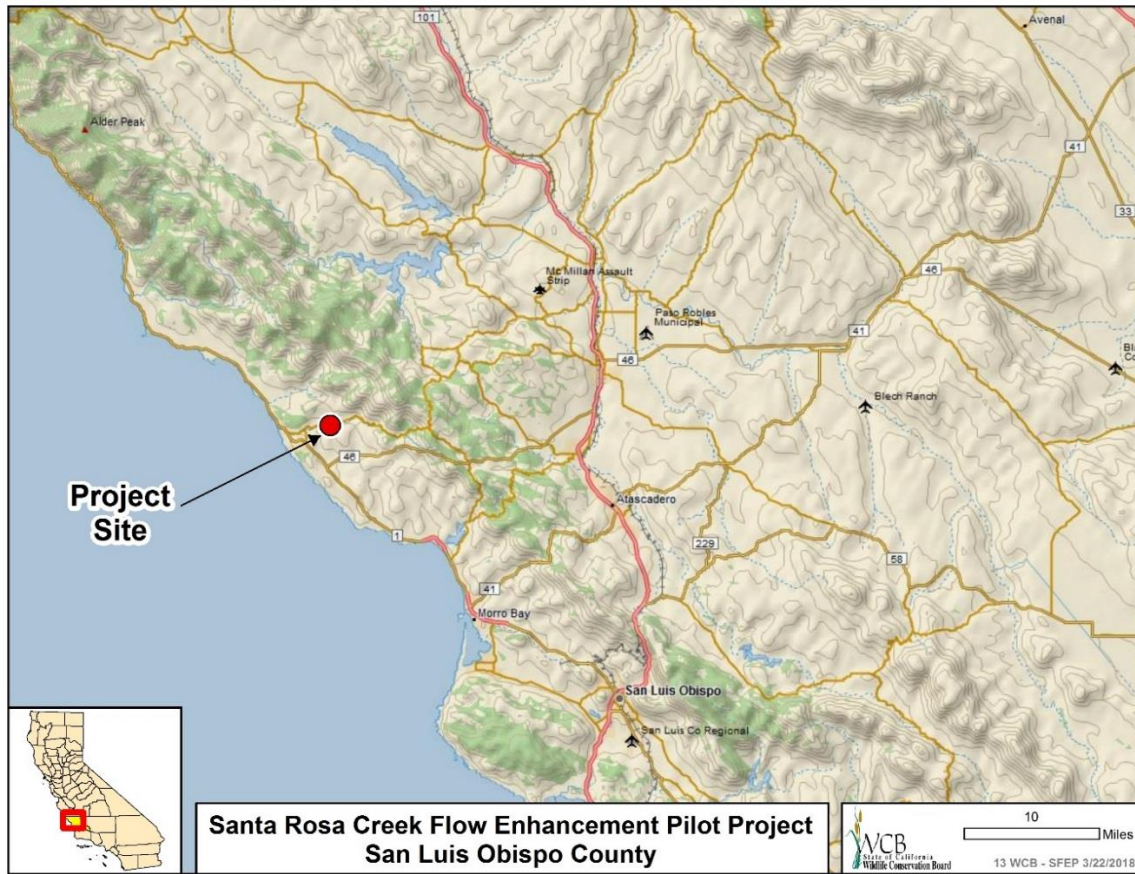 101
Avenal
Alder Peak
41
33
46
Mc Millan Assault
Strip
Paso Robles
Municipal
41
46
Blech Ranch
46
Project
Site
Atascadero
1
229
58
41
Morro Bay
San Luis Obispo
San Luis Co Regional
Santa Rosa Creek Flow Enhancement Pilot Project
San Luis Obispo County
WCB
State of California
Wildlife Conservation Board
10
Miles
13 WCB - SFEP 3/22/2018